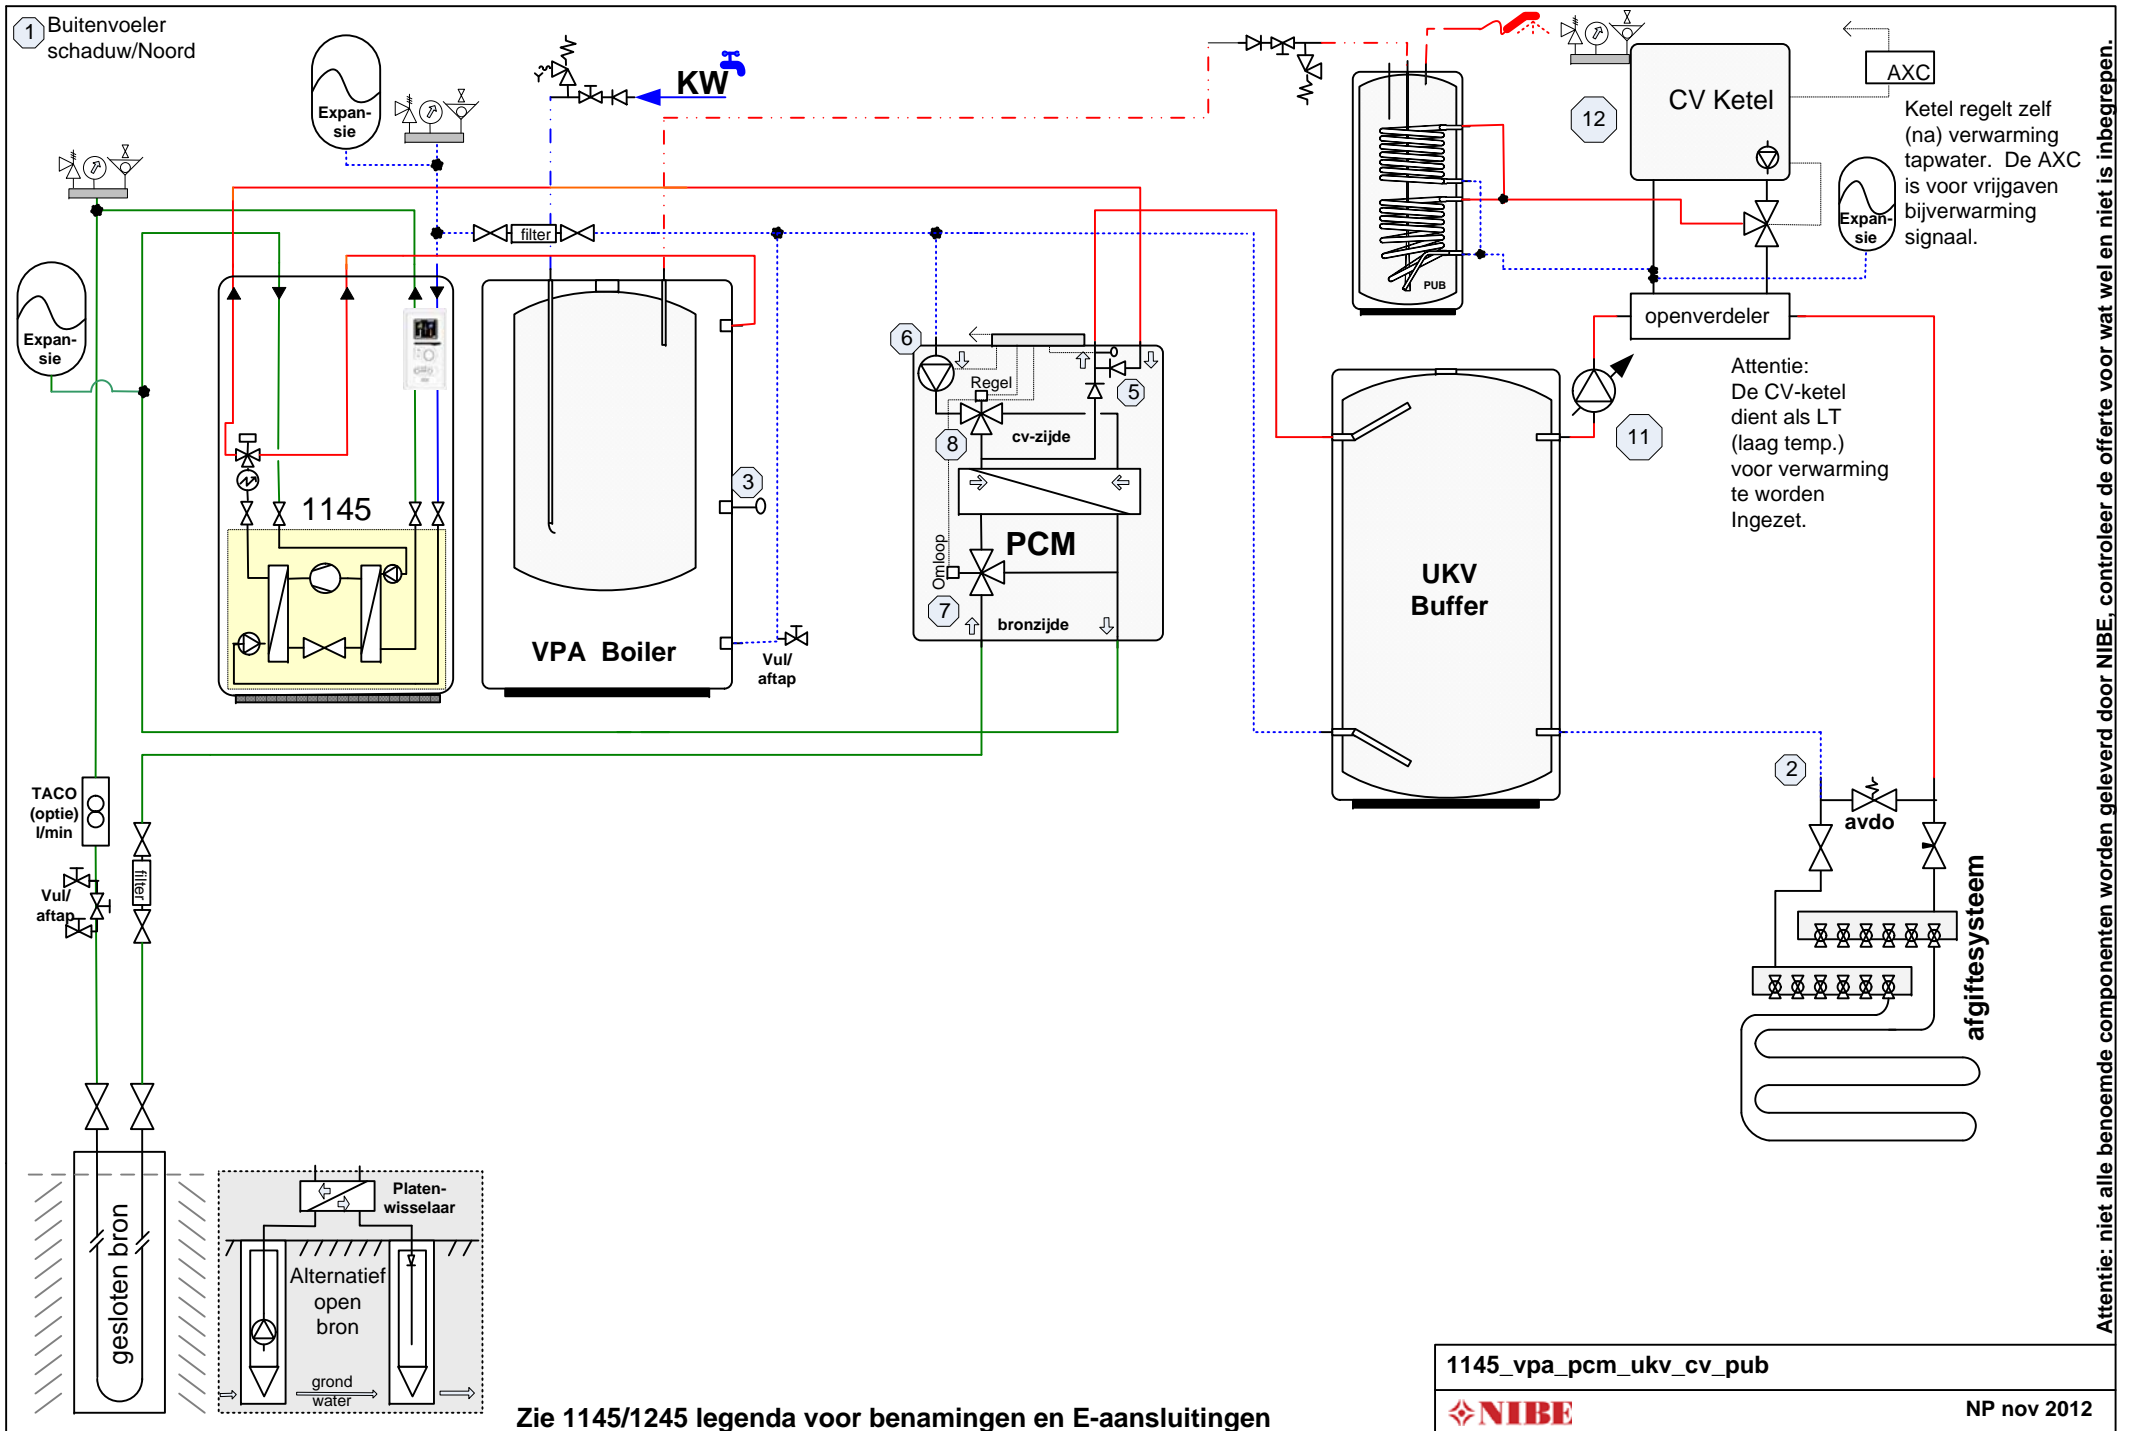 1
Buitenvoeler
schaduw/Noord
Expan-
sie
KW
12
CV Ketel
AXC
Ketel regelt zelf
(na) verwarming
tapwater. De AXC
is voor vrijgaven
bijverwarming
signaal.
Expan-
sie
filter
PUB
openverdeler
Expan-
sie
6
Regel
5
8
cv-zijde
Attentie:
De CV-ketel
dient als LT
(laag temp.)
voor verwarming
te worden
Ingezet.
11
3
1145
PCM
Omloop
7
bronzijde
VPA Boiler
Vul/
aftap
UKV
Buffer
2
avdo
TACO
(optie)
l/min
filter
Vul/
aftap
afgiftesysteem
gesloten bron
Platen-
wisselaar
Alternatief
open
bron
grond
water
Zie 1145/1245 legenda voor benamingen en E-aansluitingen
1145_vpa_pcm_ukv_cv_pub
NIBE
NP nov 2012
Attentie: niet alle benoemde componenten worden geleverd door NIBE, controleer de offerte voor wat wel en niet is inbegrepen.